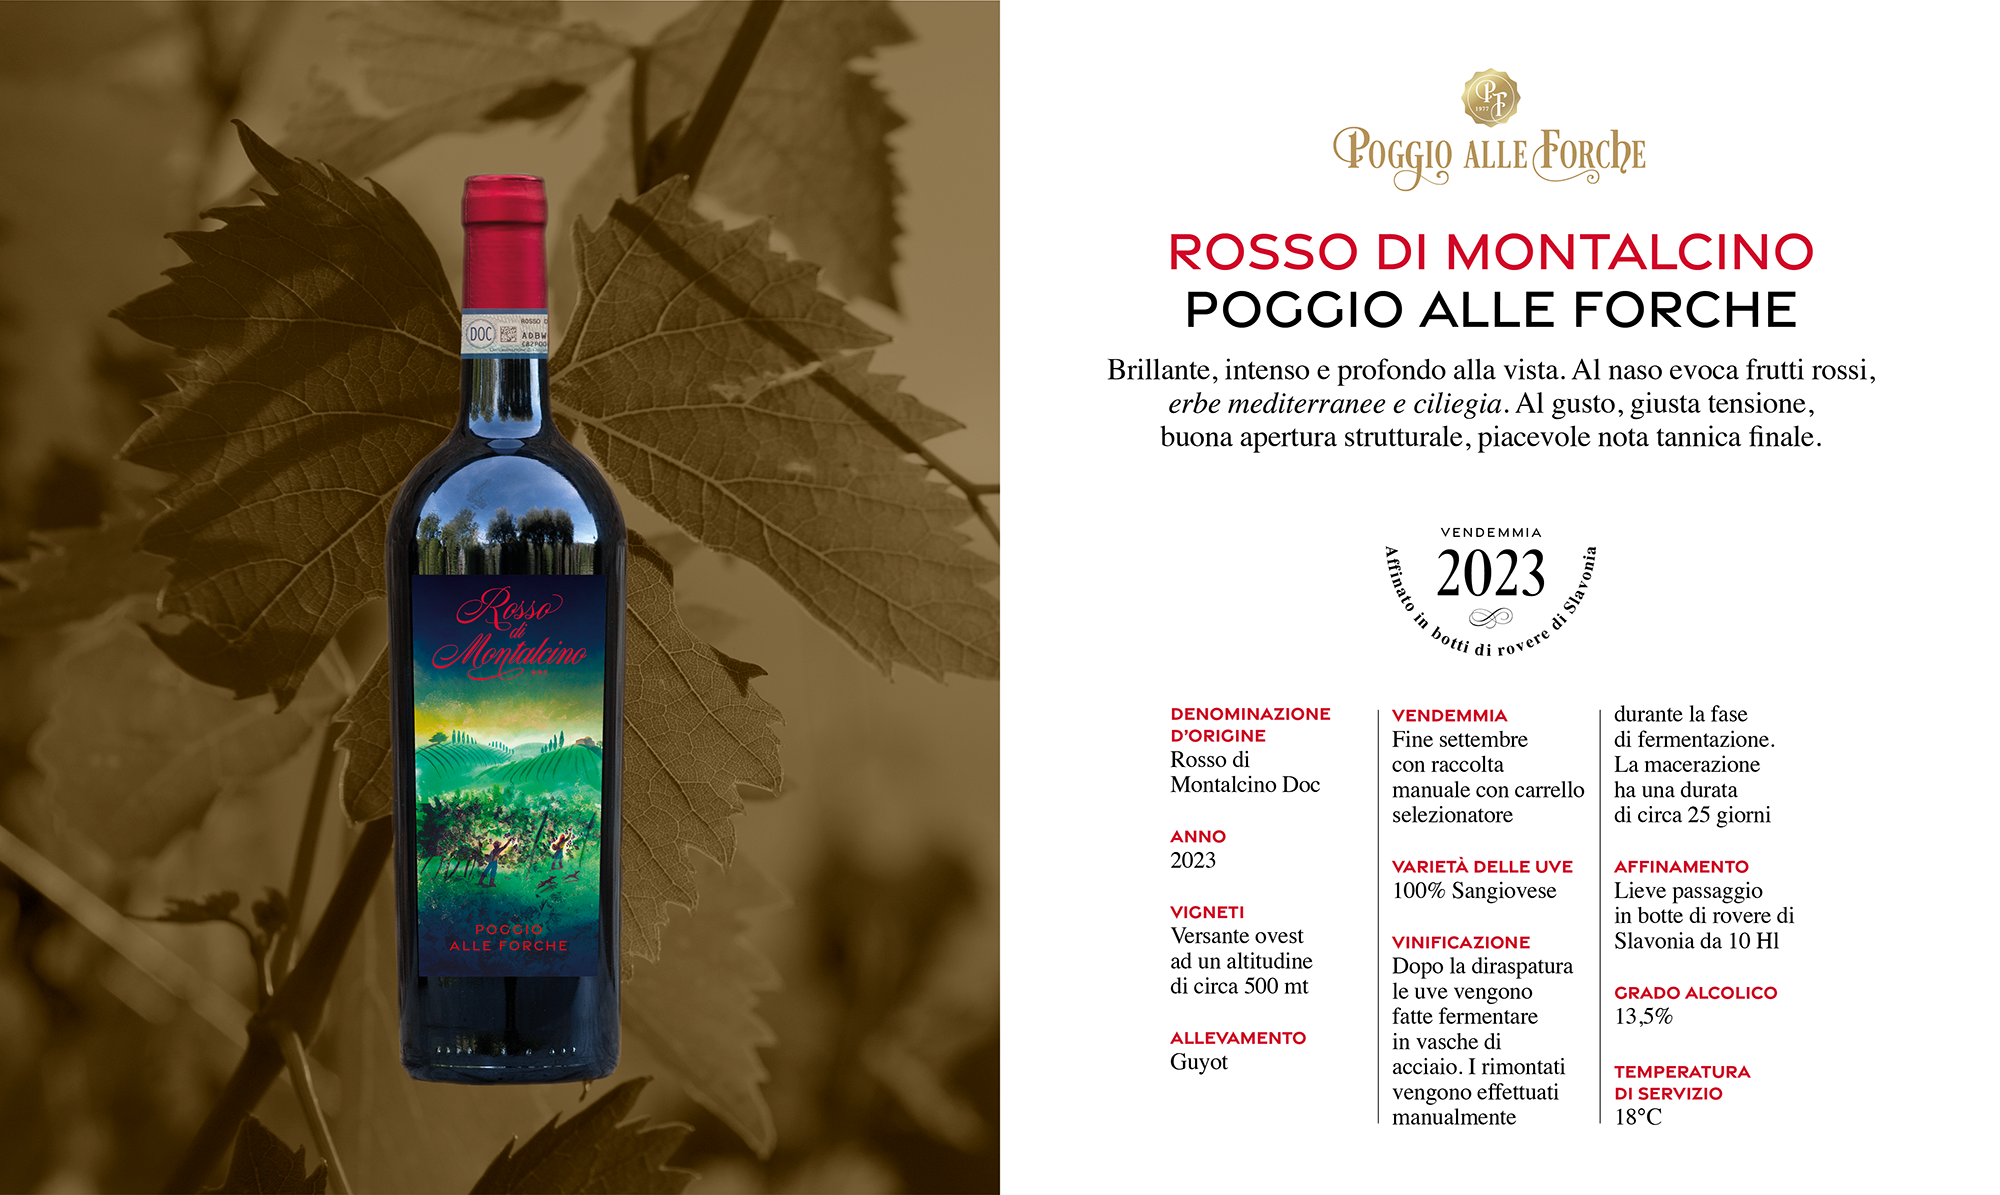 ROSSO D
DOC
ADBW
Rosso
di
Montalcino
POGGIO
ALLE FORCHE
PF
1977
POGGIO ALLE FORCHE
ROSSO DI MONTALCINO
POGGIO ALLE FORCHE
Brillante, intenso e profondo alla vista. Al naso evoca frutti rossi,
erbe mediterranee e ciliegia. Al gusto, giusta tensione,
buona apertura strutturale, piacevole nota tannica finale.
VENDEMMIA
2023
Affinato in botti di rovere di Slavonia
DENOMINAZIONE
D'ORIGINE
Rosso di
Montalcino Doc
ANNO
2023
VIGNETI
Versante ovest
ad un altitudine
di circa 500 mt
ALLEVAMENTO
Guyot
VENDEMMIA
Fine settembre
con raccolta
manuale con carrello
selezionatore
VARIETÀ DELLE UVE
100% Sangiovese
VINIFICAZIONE
Dopo la diraspatura
le uve vengono
fatte fermentare
in vasche di
acciaio. I rimontati
vengono effettuati
manualmente
durante la fase
di fermentazione.
La macerazione
ha una durata
di circa 25 giorni
AFFINAMENTO
Lieve passaggio
in botte di rovere di
Slavonia da 10 Hl
GRADO ALCOLICO
13,5%
TEMPERATURA
DI SERVIZIO
18°C